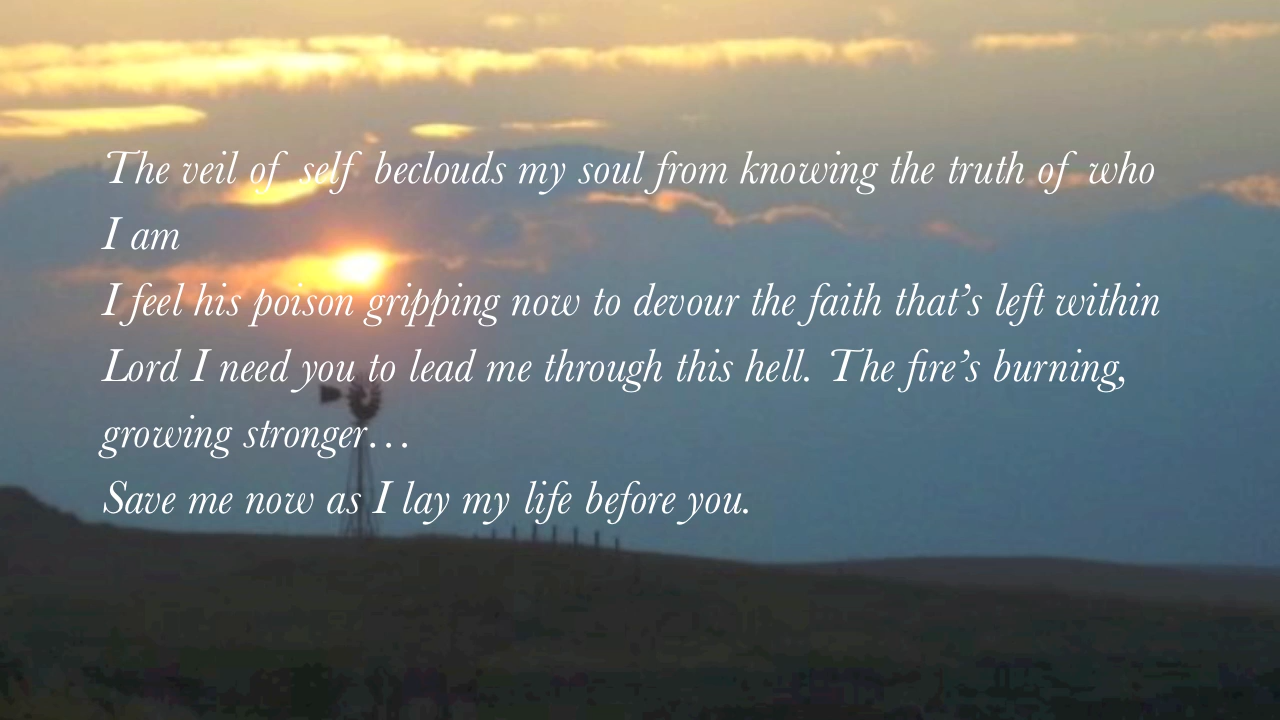 The veil of self beclouds my soul from knowing the truth of who
I am
I feel his poison gripping now to devour the faith that’s left within
Lord I need you to lead me through this hell. The fire’s burning,
growing stronger…
Save me now as I lay my life before you.